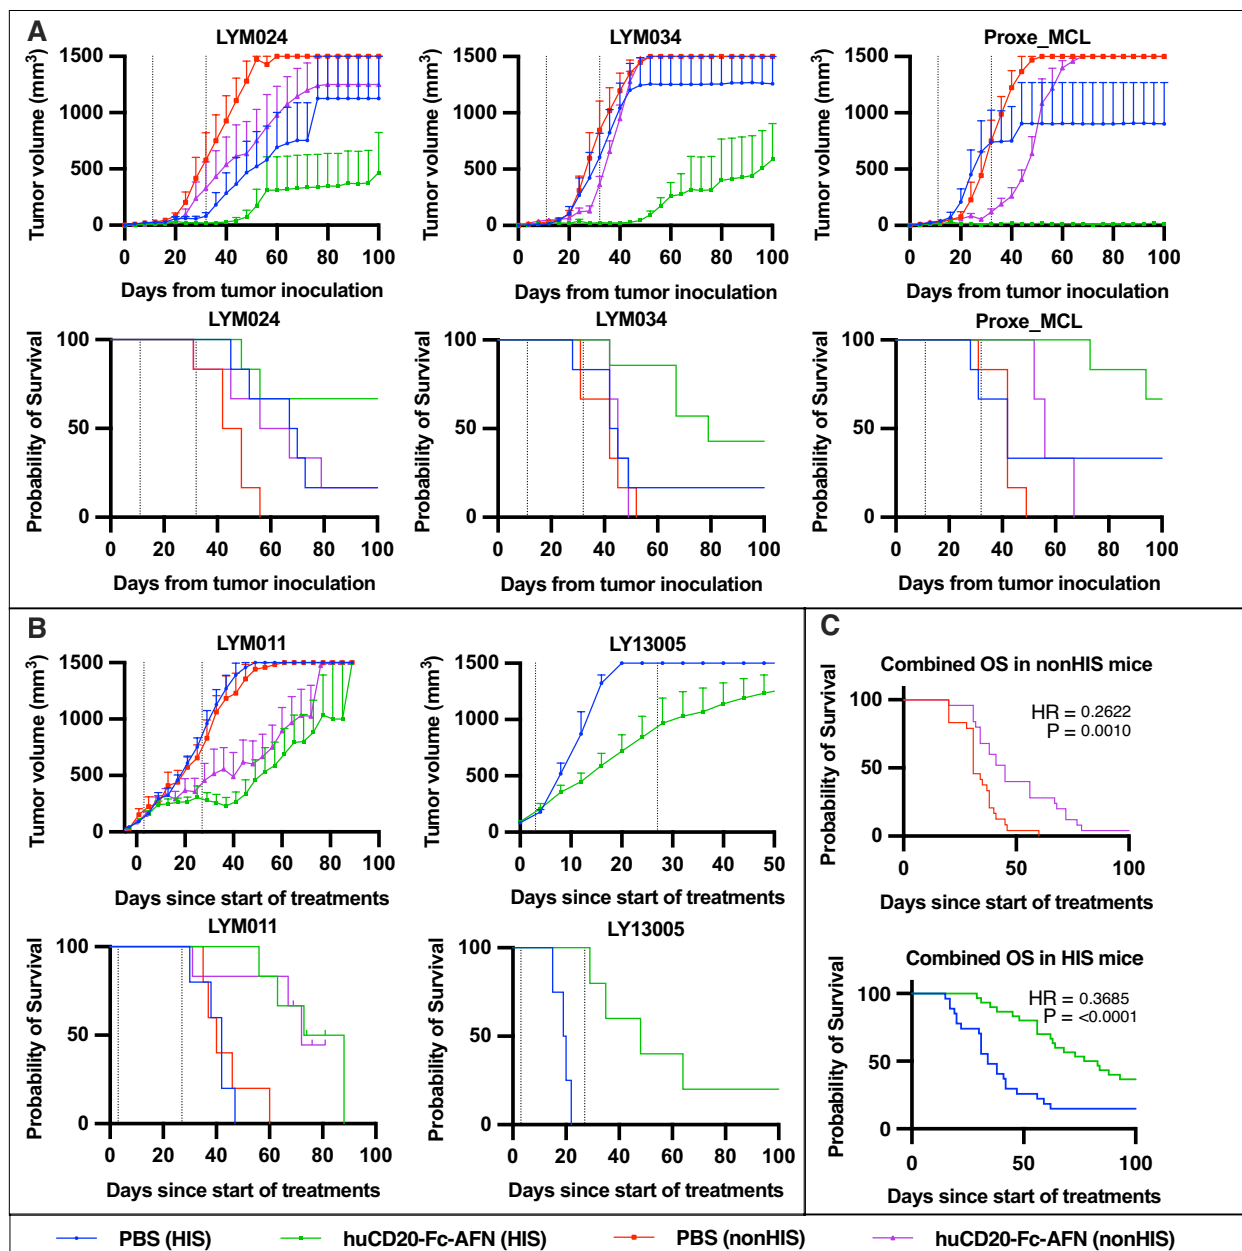 A
LYM024
LYM034
Proxe_MCL
Tumor volume (mm³)
1500
1000
500
0
0 20 40 60 80 100
Days from tumor inoculation
Tumor volume (mm³)
1500
1000
500
0
0 20 40 60 80 100
Days from tumor inoculation
Tumor volume (mm³)
1500
1000
500
0
0 20 40 60 80 100
Days from tumor inoculation
LYM024
LYM034
Proxe_MCL
Probability of Survival
100
50
0
0 20 40 60 80 100
Days from tumor inoculation
Probability of Survival
100
50
0
0 20 40 60 80 100
Days from tumor inoculation
Probability of Survival
100
50
0
0 20 40 60 80 100
Days from tumor inoculation
B
LYM011
LY13005
Tumor volume (mm³)
1500
1000
500
0
0 20 40 60 80 100
Days since start of treatments
Tumor volume (mm³)
1500
1000
500
0
0 10 20 30 40 50
Days since start of treatments
LYM011
LY13005
Probability of Survival
100
50
0
0 20 40 60 80 100
Days since start of treatments
Probability of Survival
100
50
0
0 20 40 60 80 100
Days since start of treatments
C
Combined OS in nonHIS mice
HR = 0.2622
P = 0.0010
Probability of Survival
100
50
0
0 50 100
Days since start of treatments
Combined OS in HIS mice
HR = 0.3685
P = <0.0001
Probability of Survival
100
50
0
0 50 100
Days since start of treatments
PBS (HIS) huCD20-Fc-AFN (HIS) PBS (nonHIS) huCD20-Fc-AFN (nonHIS)